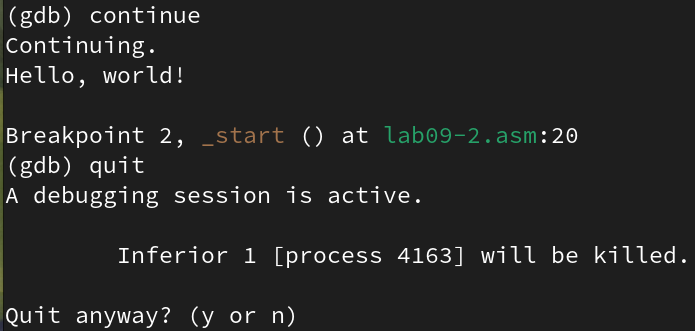 (gdb) continue
Continuing.
Hello, world!
Breakpoint 2, _start () at lab09-2.asm:20
(gdb) quit
A debugging session is active.
Inferior 1 [process 4163] will be killed.
Quit anyway? (y or n)